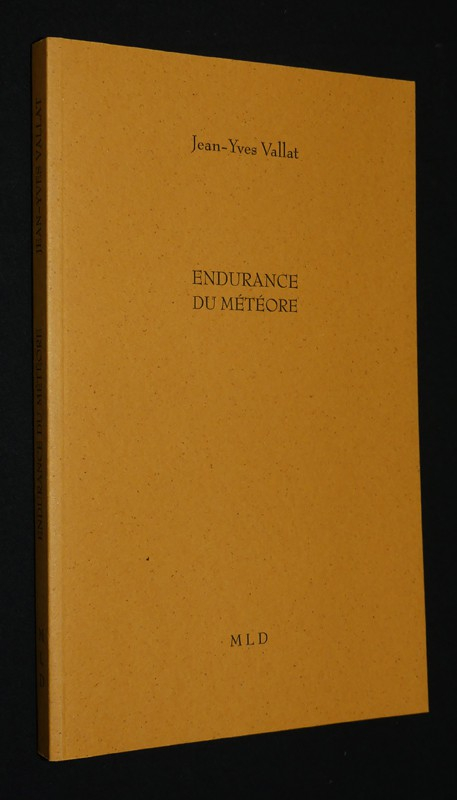 Jean-Yves Vallat
ENDURANCE
DU MÉTÉORE
MLD
JEAN-YVES VALLAT
ENDURANCE DU MÉTÉORE